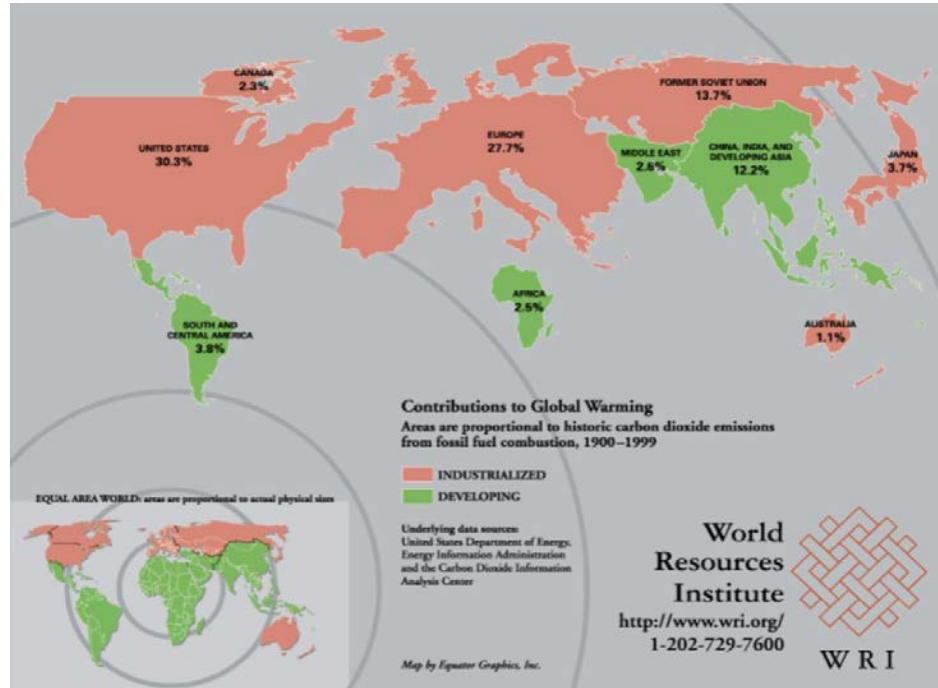 CANADA
2.3%
UNITED STATES
30.3%
EUROPE
27.7%
FORMER SOVIET UNION
13.7%
MIDDLE EAST
2.6%
CHINA, INDIA, AND
DEVELOPING ASIA
12.2%
JAPAN
3.7%
SOUTH AND
CENTRAL AMERICA
3.8%
AFRICA
2.5%
AUSTRALIA
1.1%
Contributions to Global Warming
Areas are proportional to historic carbon dioxide emissions
from fossil fuel combustion, 1900–1999
INDUSTRIALIZED
DEVELOPING
Underlying data sources:
United States Department of Energy,
Energy Information Administration
and the Carbon Dioxide Information
Analysis Center
Map by Equator Graphics, Inc.
EQUAL AREA WORLD: areas are proportional to actual physical sizes
World
Resources
Institute
http://www.wri.org/
1-202-729-7600
WRI